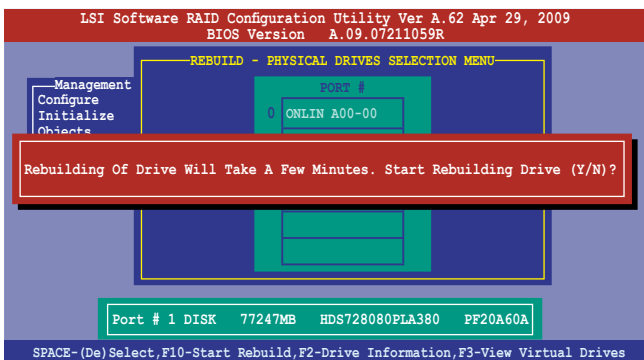 LSI Software RAID Configuration Utility Ver A.62 Apr 29, 2009
BIOS Version A.09.07211059R
REBUILD - PHYSICAL DRIVES SELECTION MENU
Management
Configure
Initialize
Objects
PORT #
0 ONLIN A00-00
Rebuilding Of Drive Will Take A Few Minutes. Start Rebuilding Drive (Y/N)?
Port # 1 DISK 77247MB HDS728080PLA380 PF20A60A
SPACE-(De)Select,F10-Start Rebuild,F2-Drive Information,F3-View Virtual Drives